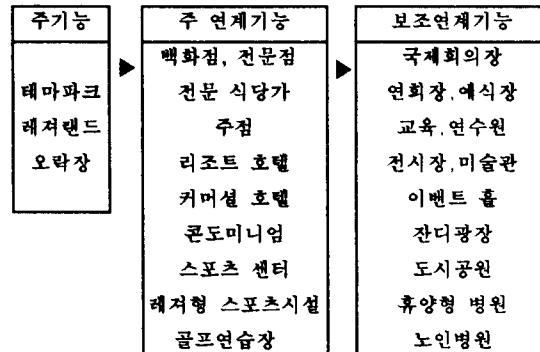 주기능
테마파크
레져랜드
오락장
주 연계기능
백화점, 전문점
전문 식당가
주점
리조트 호텔
커머셜 호텔
콘도미니엄
스포츠 센터
레져형 스포츠시설
골프연습장
보조연계기능
국제회의장
연회장,예식장
교육,연수원
전시장,미술관
이벤트 홀
잔디광장
도시공원
휴양형 병원
노인병원